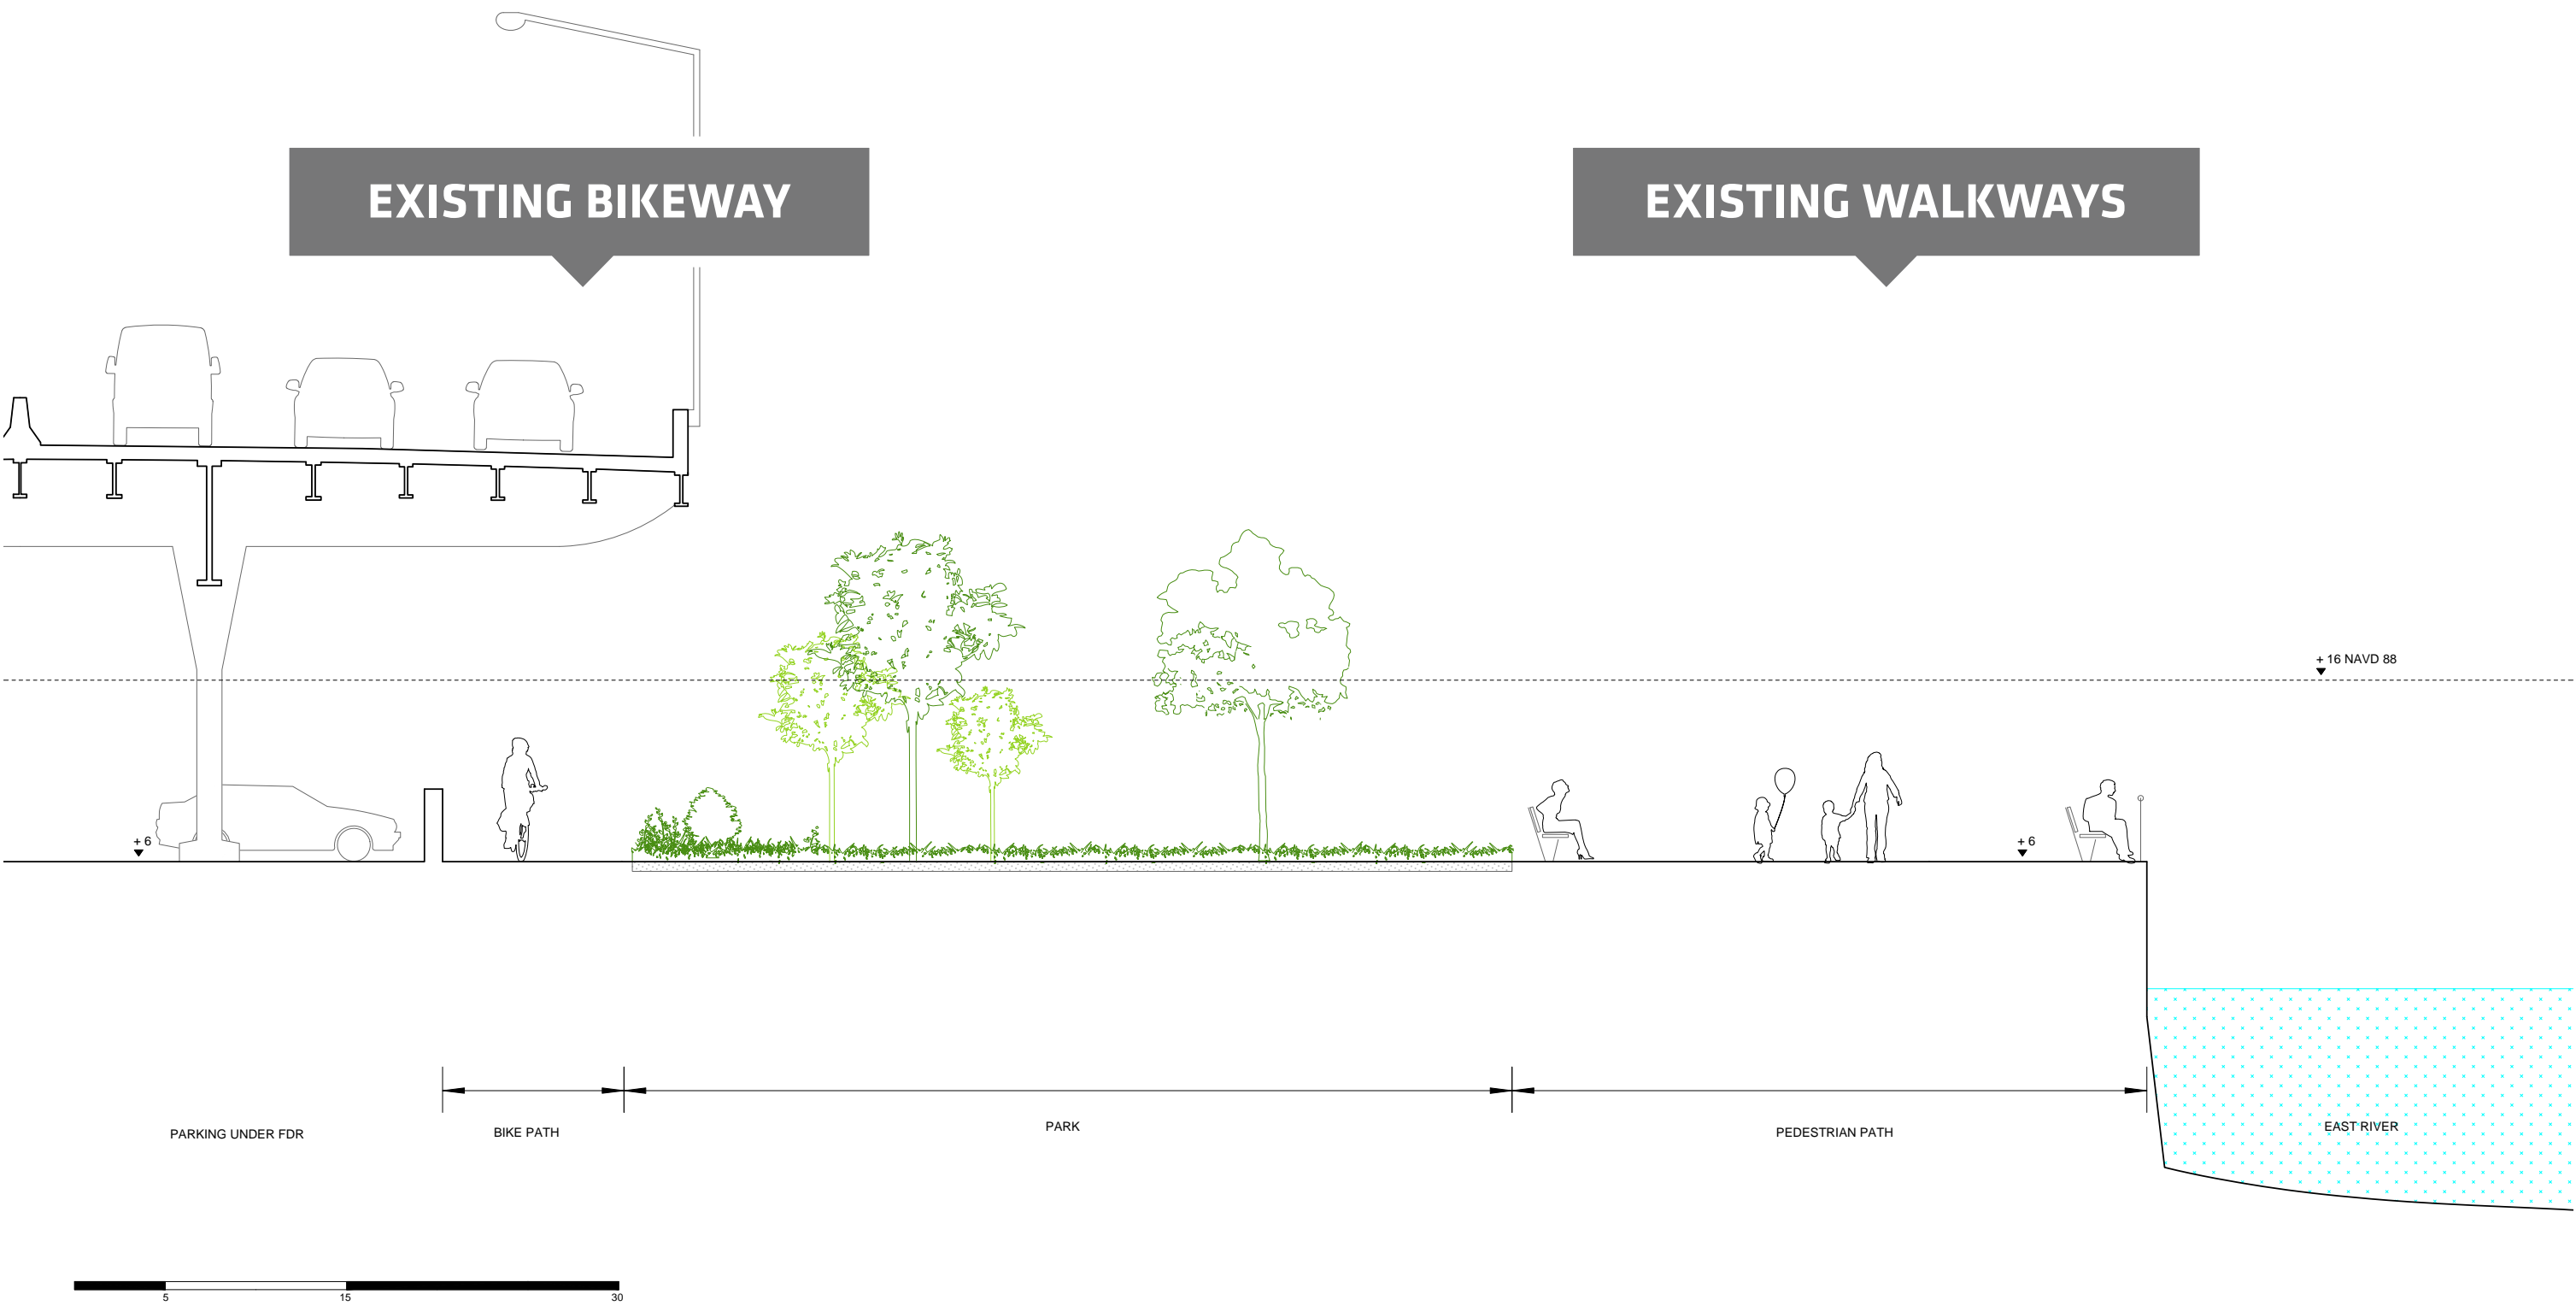 EXISTING BIKEWAY
EXISTING WALKWAYS
+ 16 NAVD 88
+ 6
+ 6
PARKING UNDER FDR
BIKE PATH
PARK
PEDESTRIAN PATH
EAST RIVER
5
15
30